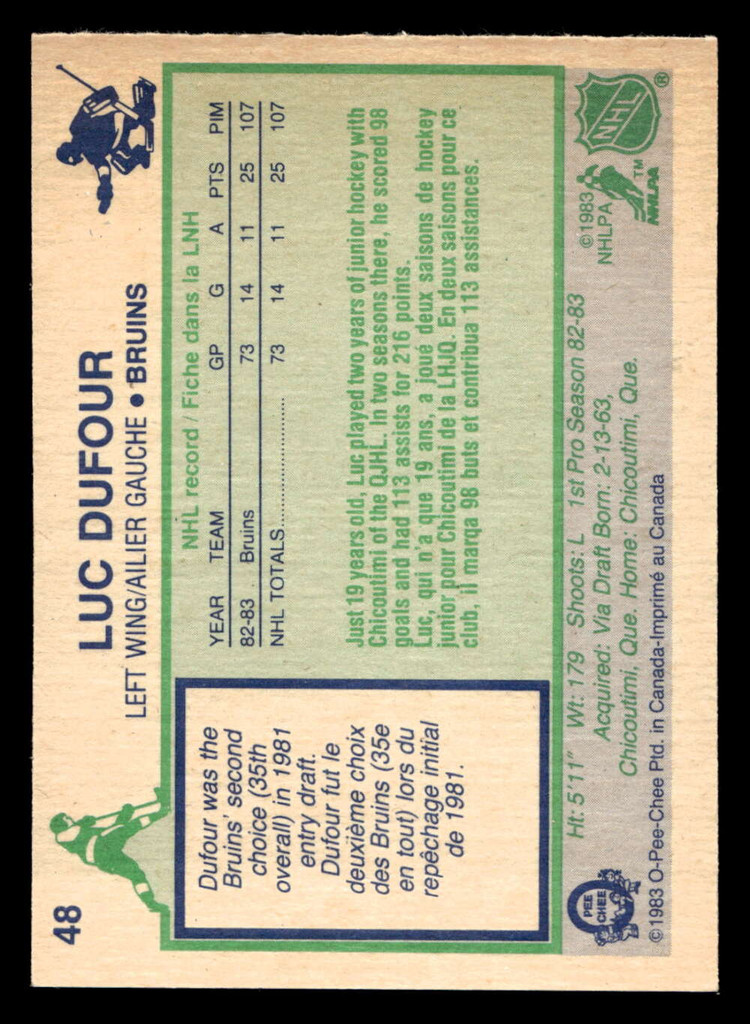 48
LUC DUFOUR
LEFT WING/AILIER GAUCHE • BRUINS
Dufour was the
Bruins' second
choice (35th
overall) in 1981
entry draft.
Dufour fut le
deuxième choix
des Bruins (35e
en tout) lors du
repêchage initial
de 1981.
NHL record / Fiche dans la LNH
YEAR TEAM GP G A PTS PIM
82-83 Bruins 73 14 11 25 107
NHL TOTALS.......................... 73 14 11 25 107
Just 19 years old, Luc played two years of junior hockey with
Chicoutimi of the QJHL. In two seasons there, he scored 98
goals and had 113 assists for 216 points.
Luc, qui n'a que 19 ans, a joué deux saisons de hockey
junior pour Chicoutimi de la LHJQ. En deux saisons pour ce
club, il marqa 98 buts et contribua 113 assistances.
O
PEE
CHEE
Ht: 5'11" Wt: 179 Shoots: L 1st Pro Season 82-83
Acquired: Via Draft Born: 2-13-63,
Chicoutimi, Que. Home: Chicoutimi, Que.
©1983
NHLPA
NHLPA
TM
NHL
®
©1983 O-Pee-Chee Ptd. in Canada-Imprimé au Canada